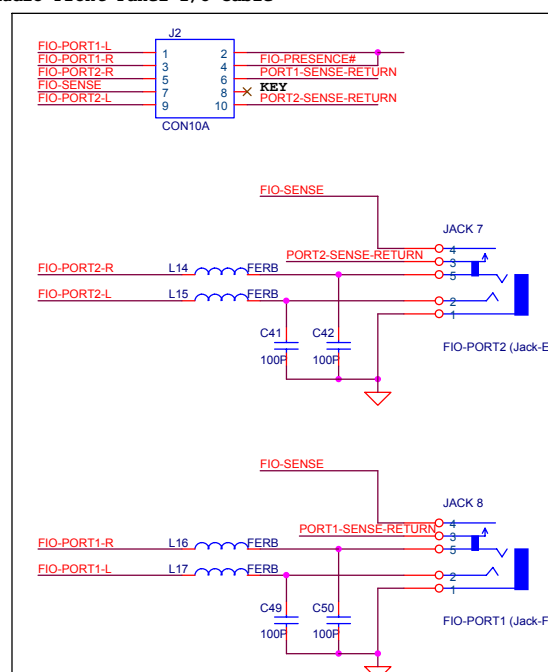 J2
FIO-PORT1-L 1 2
FIO-PORT1-R 3 4 FIO-PRESENCE#
FIO-PORT2-R 5 6 PORT1-SENSE-RETURN
FIO-SENSE 7 8 KEY
FIO-PORT2-L 9 10 PORT2-SENSE-RETURN
CON10A
FIO-SENSE
JACK 7
4
PORT2-SENSE-RETURN 3
FIO-PORT2-R L14 FERB 5
FIO-PORT2-L L15 FERB 2
1
C41 C42
100P 100P
FIO-PORT2 (Jack-E
FIO-SENSE
JACK 8
4
PORT1-SENSE-RETURN 3
FIO-PORT1-R L16 FERB 5
FIO-PORT1-L L17 FERB 2
1
C49 C50
100P 100P
FIO-PORT1 (Jack-F